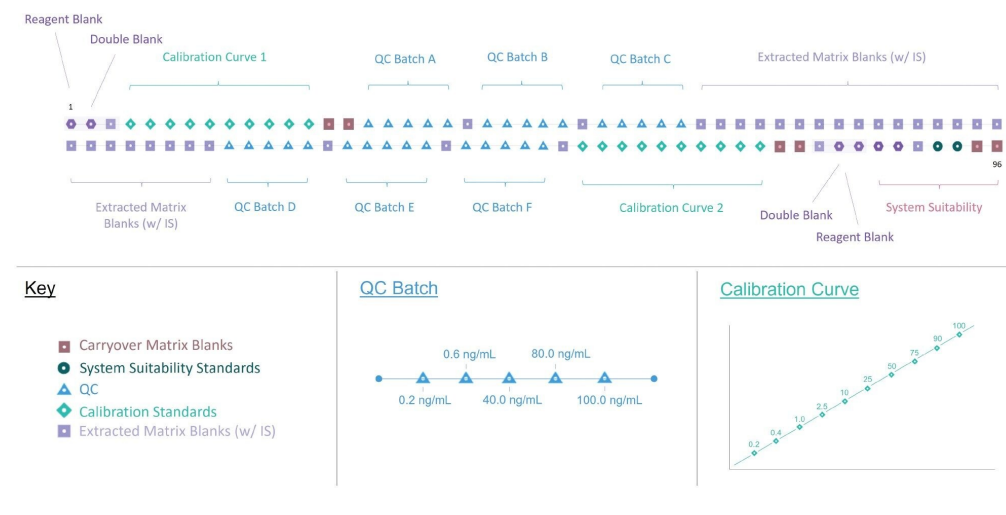 Reagent Blank
Double Blank
Calibration Curve 1
QC Batch A
QC Batch B
QC Batch C
Extracted Matrix Blanks (w/ IS)
1
96
Extracted Matrix
Blanks (w/ IS)
QC Batch D
QC Batch E
QC Batch F
Calibration Curve 2
Double Blank
Reagent Blank
System Suitability
Key
Carryover Matrix Blanks
System Suitability Standards
QC
Calibration Standards
Extracted Matrix Blanks (w/ IS)
QC Batch
0.6 ng/mL
80.0 ng/mL
0.2 ng/mL
40.0 ng/mL
100.0 ng/mL
Calibration Curve
100
90
75
50
25
10
2.5
1.0
0.4
0.2